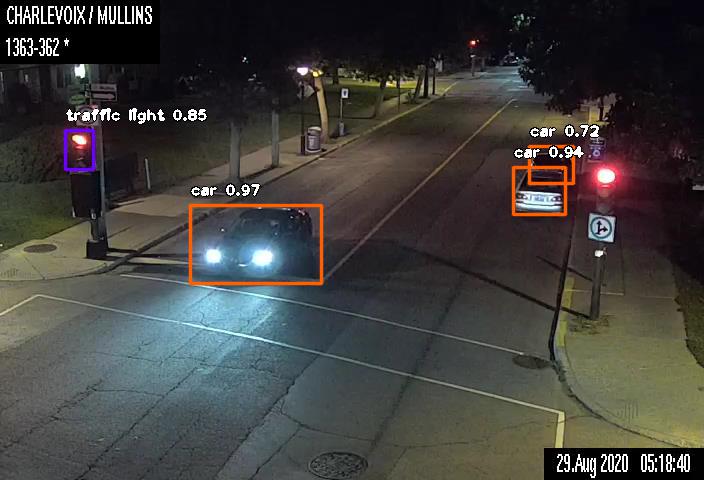 CHARLEVOIX / MULLINS
1363-362 *
traffic light 0.85
car 0.72
car 0.94
car 0.97
29.Aug 2020 05:18:40